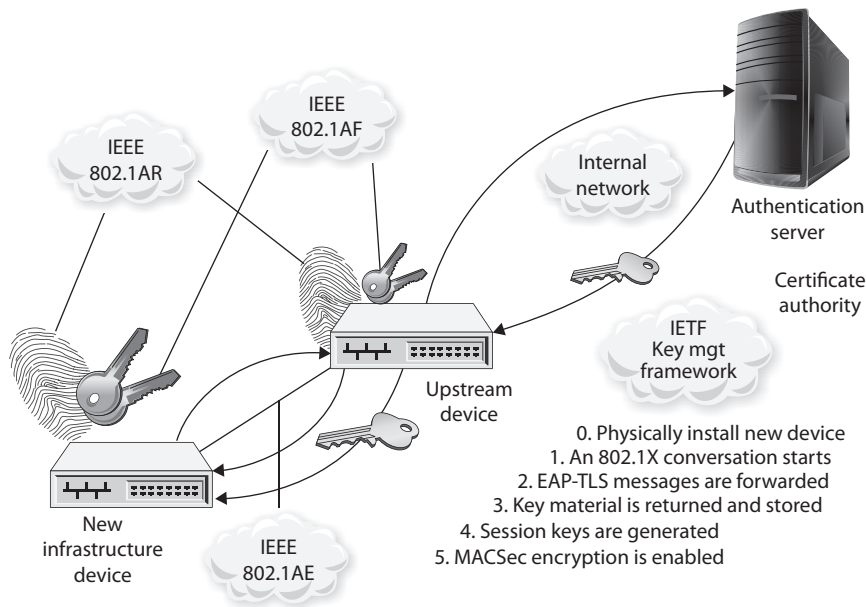 IEEE
802.1AF
IEEE
802.1AR
Internal
network
Authentication
server
Certificate
authority
IETF
Key mgt
framework
Upstream
device
0. Physically install new device
1. An 802.1X conversation starts
2. EAP-TLS messages are forwarded
3. Key material is returned and stored
4. Session keys are generated
5. MACSec encryption is enabled
New
infrastructure
device
IEEE
802.1AE